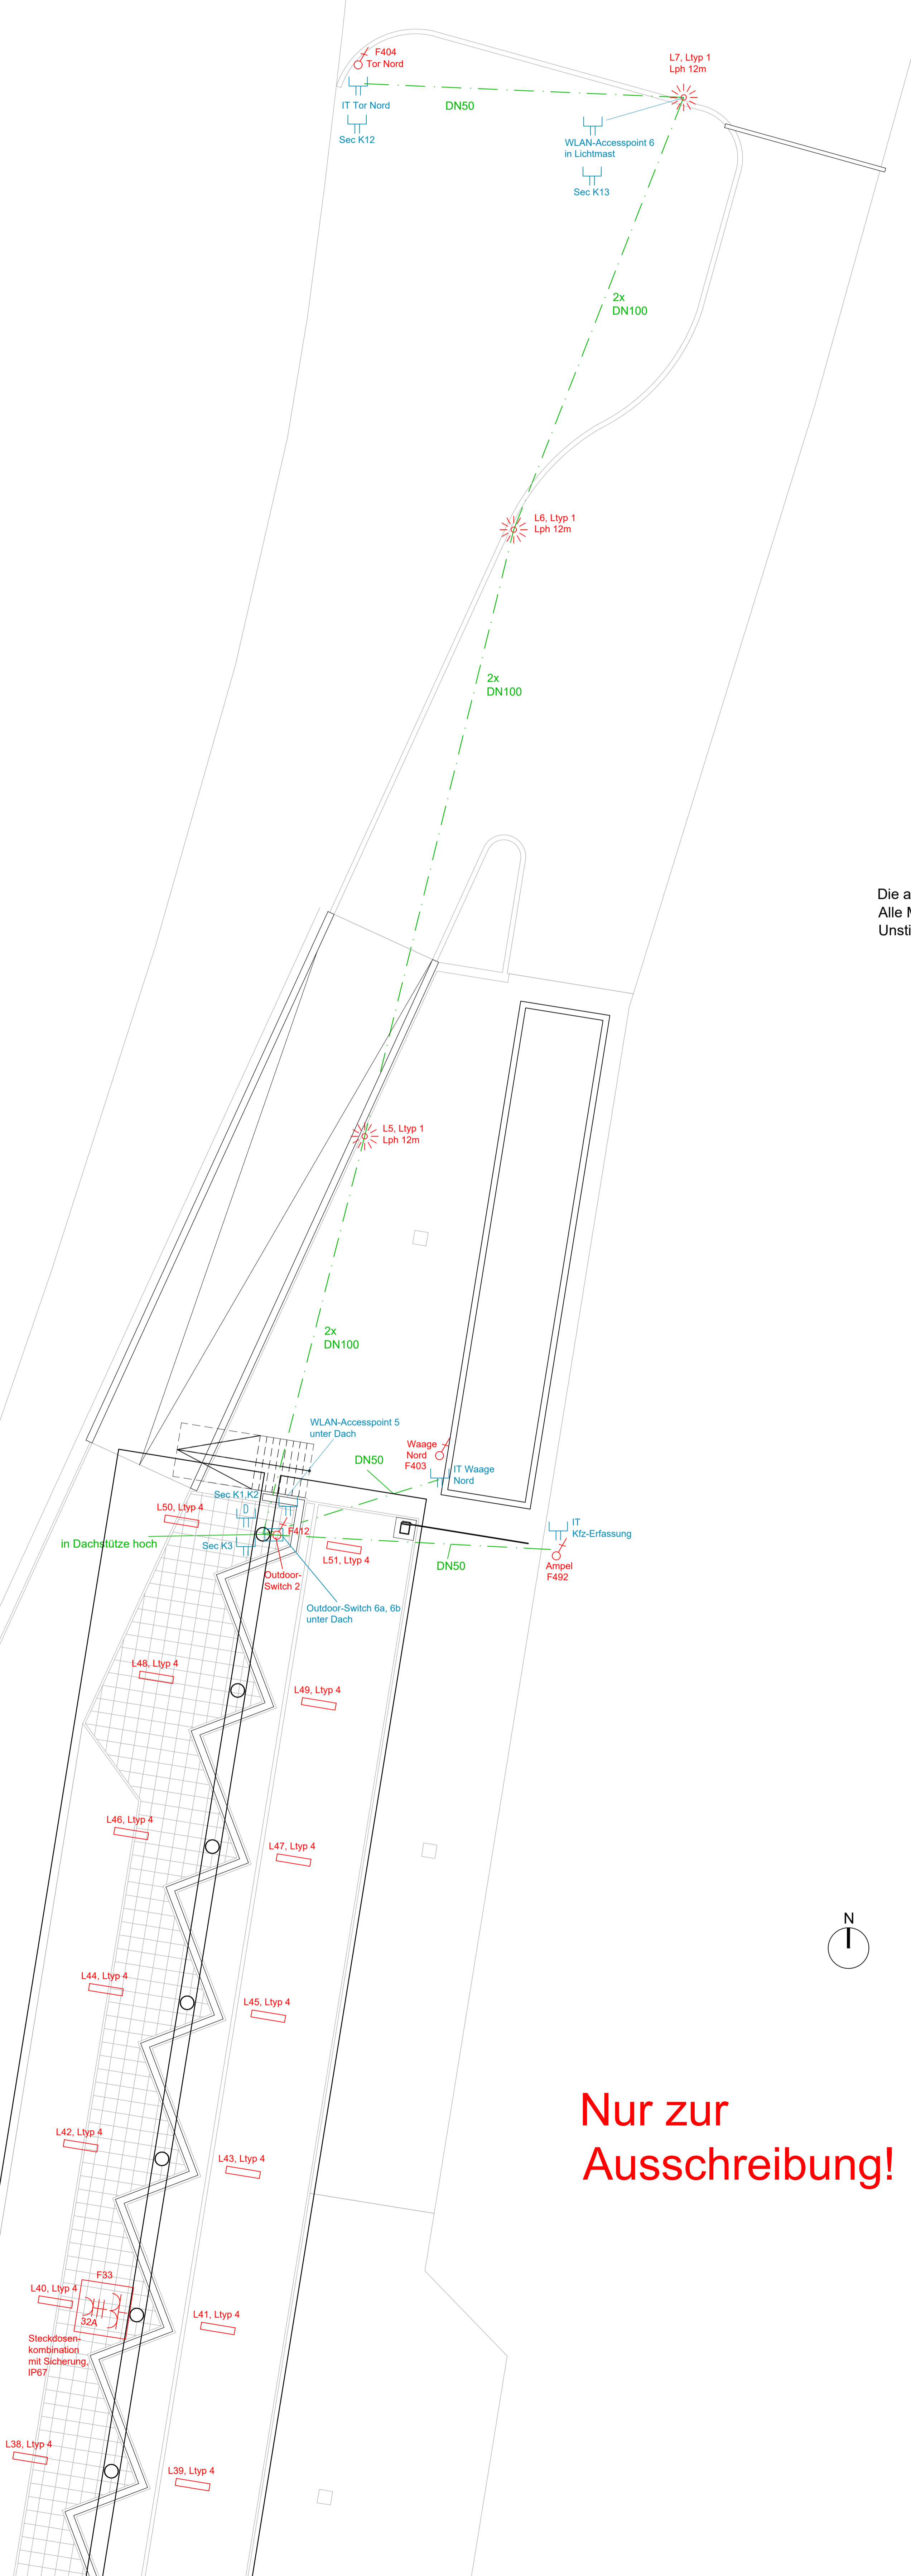 F404
Tor Nord
L7, Ltyp 1
Lph 12m
IT Tor Nord
DN50
Sec K12
WLAN-Accesspoint 6
in Lichtmast
Sec K13
2x
DN100
L6, Ltyp 1
Lph 12m
2x
DN100
Die a
Alle M
Unsti
L5, Ltyp 1
Lph 12m
2x
DN100
WLAN-Accesspoint 5
unter Dach
Waage
Nord
F403
DN50
IT Waage
Nord
Sec K1,K2
L50, Ltyp 4
D
F412
IT
Kfz-Erfassung
in Dachstütze hoch
Sec K3
L51, Ltyp 4
DN50
Ampel
F492
Outdoor-
Switch 2
Outdoor-Switch 6a, 6b
unter Dach
L48, Ltyp 4
L49, Ltyp 4
L46, Ltyp 4
L47, Ltyp 4
N
L44, Ltyp 4
L45, Ltyp 4
Nur zur
Ausschreibung!
L42, Ltyp 4
L43, Ltyp 4
F33
L40, Ltyp 4
32A
L41, Ltyp 4
Steckdosen-
kombination
mit Sicherung,
IP67
L38, Ltyp 4
L39, Ltyp 4